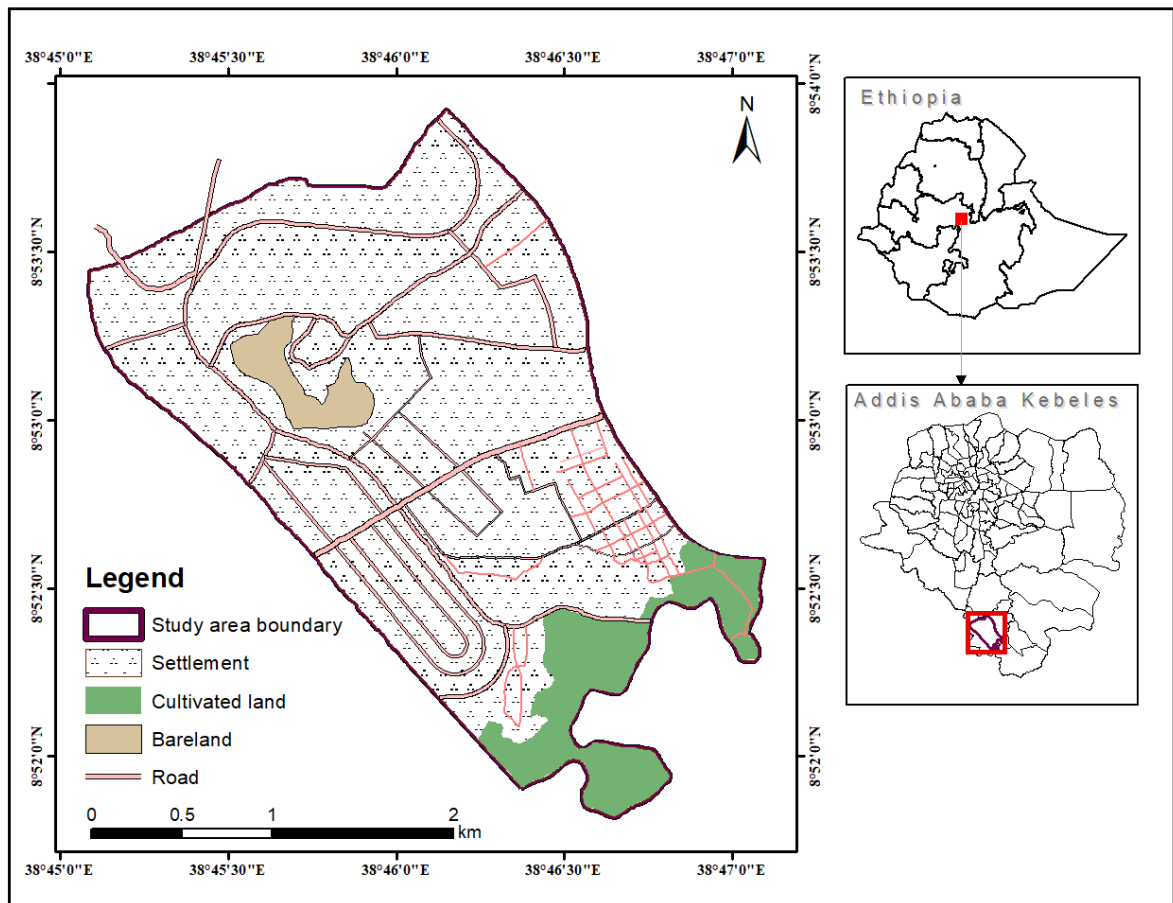 38°45'0"E 38°45'30"E 38°46'0"E 38°46'30"E 38°47'0"E
8°54'0"N
8°53'30"N
8°53'0"N
8°52'30"N
8°52'0"N
8°53'30"N
8°53'0"N
8°52'30"N
8°52'0"N
N
Legend
Study area boundary
Settlement
Cultivated land
Bareland
Road
0 0.5 1 2
km
38°45'0"E 38°45'30"E 38°46'0"E 38°46'30"E 38°47'0"E
Ethiopia
Addis Ababa Kebeles